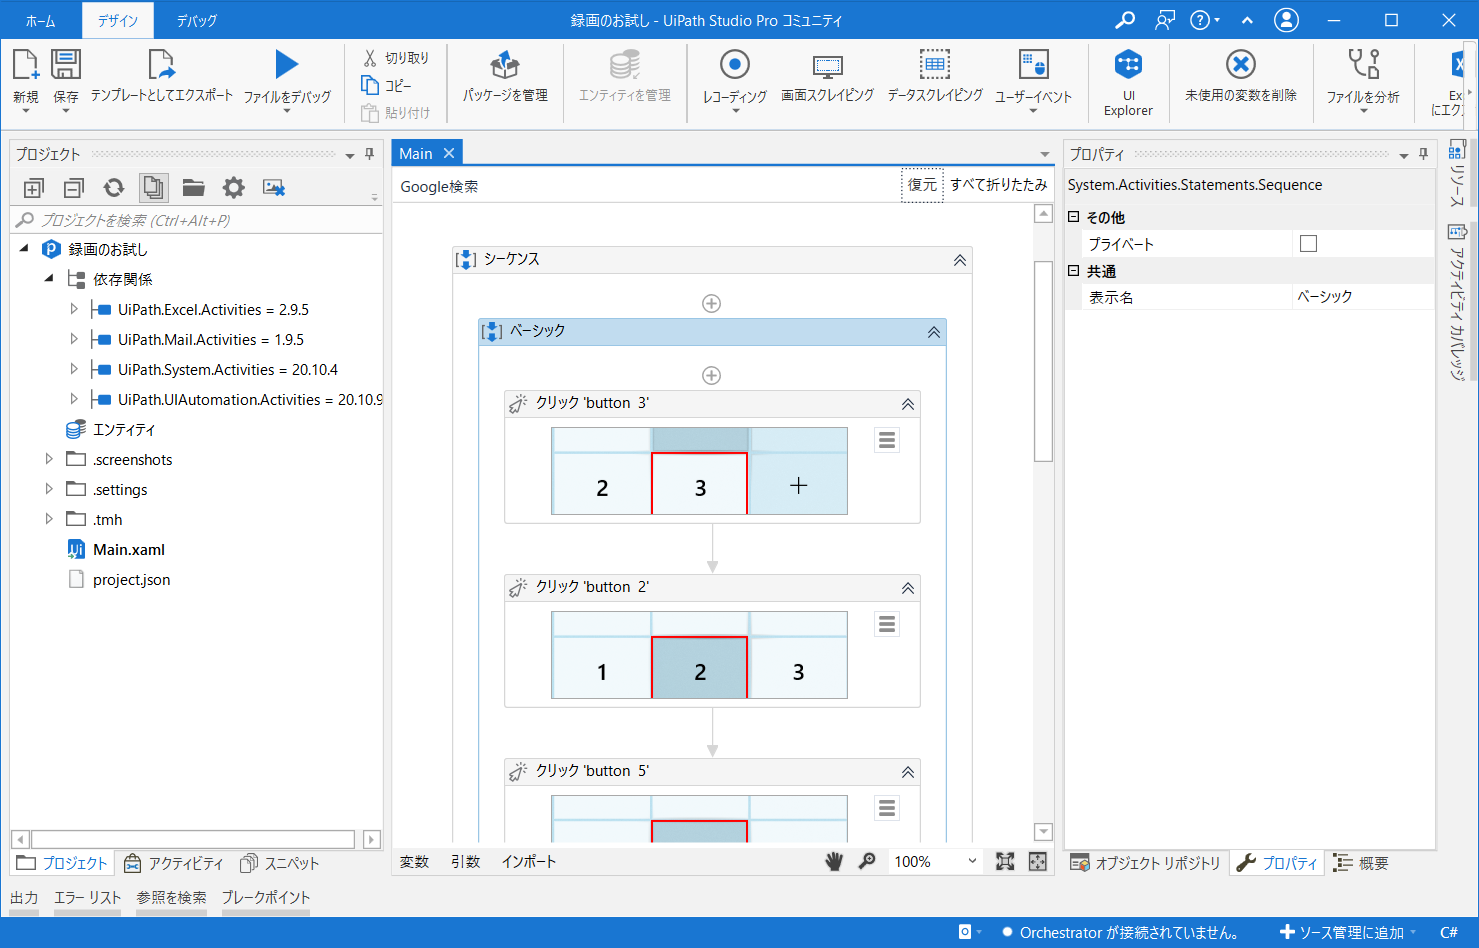 ホーム
デザイン
デバッグ
録画のお試し - UiPath Studio Pro コミュニティ
新規
保存
テンプレートとしてエクスポート
ファイルをデバッグ
切り取り
コピー
貼り付け
パッケージを管理
エンティティを管理
レコーディング
画面スクレイピング
データスクレイピング
ユーザーイベント
UI
Explorer
未使用の変数を削除
ファイルを分析
Ex
にエク
プロジェクト
プロジェクトを検索 (Ctrl+Alt+P)
録画のお試し
依存関係
UiPath.Excel.Activities = 2.9.5
UiPath.Mail.Activities = 1.9.5
UiPath.System.Activities = 20.10.4
UiPath.UIAutomation.Activities = 20.10.9
エンティティ
.screenshots
.settings
.tmh
Main.xaml
project.json
プロジェクト
アクティビティ
スニペット
Main
Google検索
復元
すべて折りたたみ
シーケンス
ベーシック
クリック 'button 3'
2
3
+
クリック 'button 2'
1
2
3
クリック 'button 5'
変数
引数
インポート
100%
プロパティ
System.Activities.Statements.Sequence
その他
プライベート
共通
表示名
ベーシック
オブジェクト リポジトリ
プロパティ
概要
リソース
アクティビティ カバレッジ
出力
エラー リスト
参照を検索
ブレークポイント
Orchestrator が接続されていません。
ソース管理に追加
C#